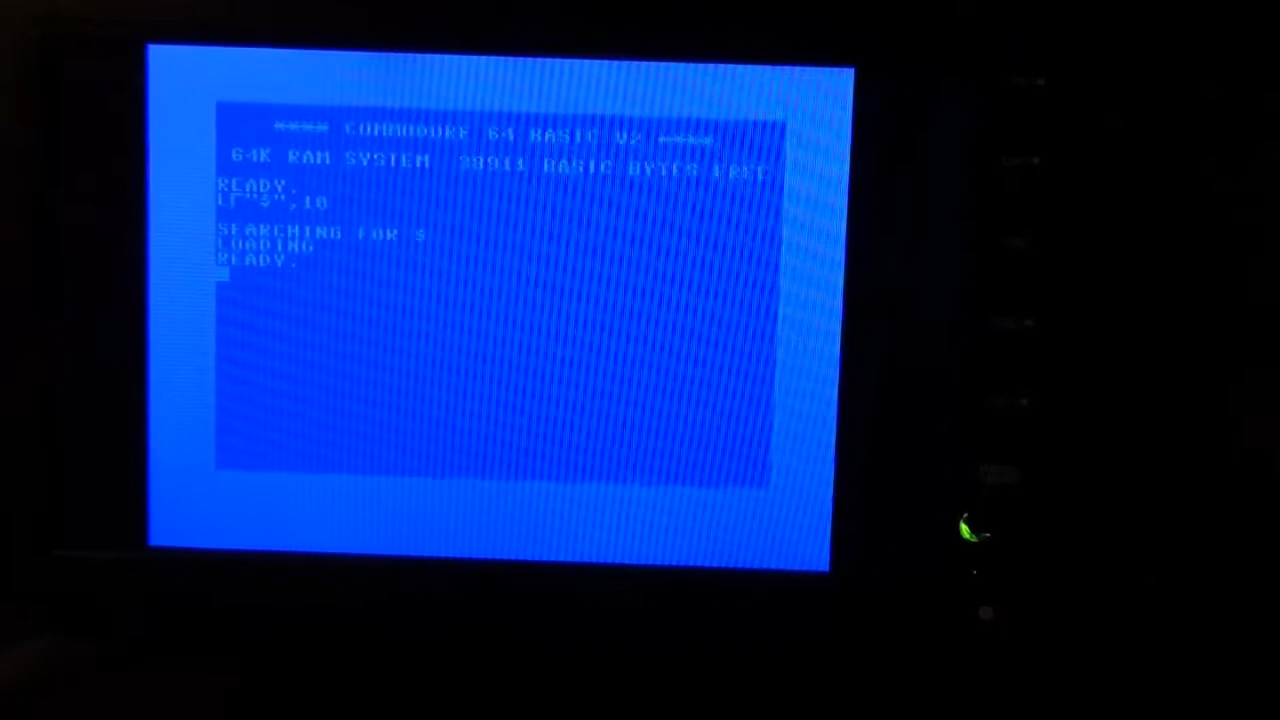 **** COMMODORE 64 BASIC V2 ****
64K RAM SYSTEM 38911 BASIC BYTES FREE
READY.
L┌"$",10
SEARCHING FOR $
LOADING
READY.